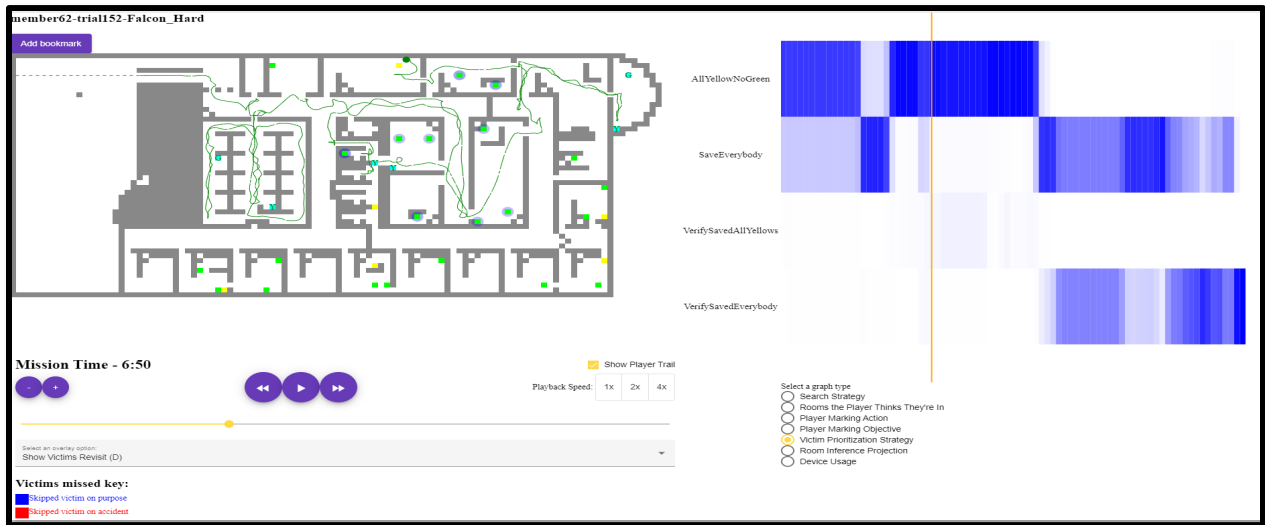 member62-trial152-Falcon_Hard
Add bookmark
G
Y
G
Y
Y
Y
AllYellowNoGreen
SaveEverybody
VerifySavedAllYellows
VerifySavedEverybody
Mission Time - 6:50
- +
Show Player Trail
Playback Speed: 1x 2x 4x
Select an overlay option:
Show Victims Revisit (D)
Victims missed key:
Skipped victim on purpose
Skipped victim on accident
Select a graph type
Search Strategy
Rooms the Player Thinks They're In
Player Marking Action
Player Marking Objective
Victim Prioritization Strategy
Room Inference Projection
Device Usage